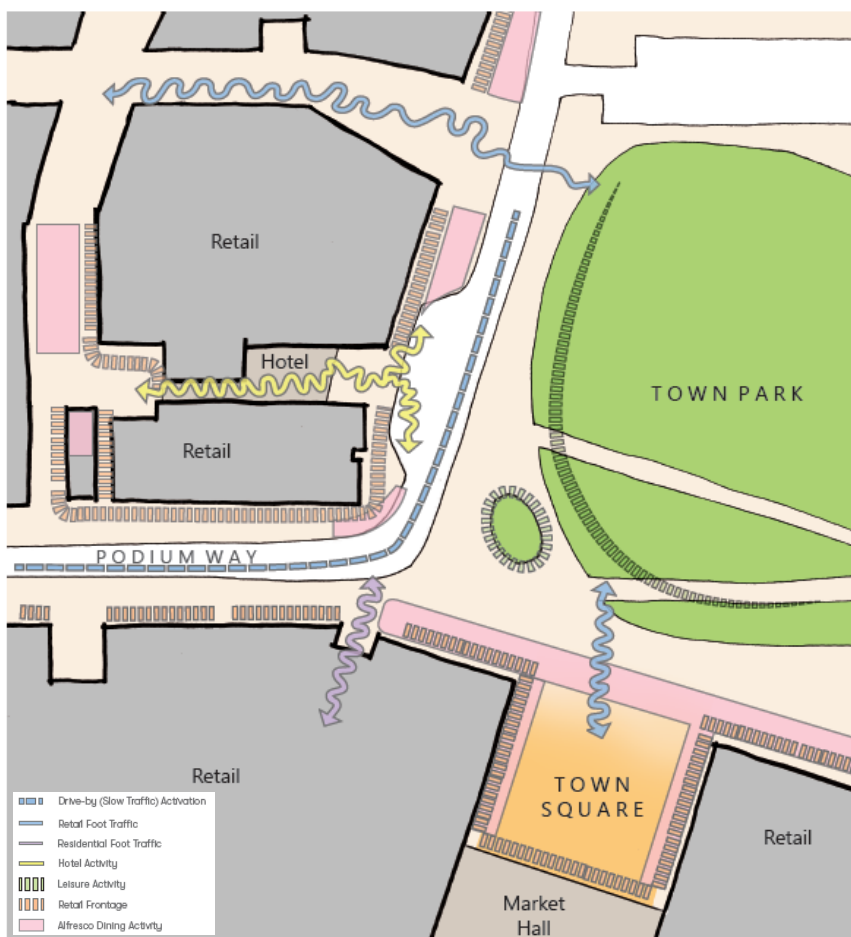 Retail
Hotel
TOWN PARK
Retail
PODIUM WAY
Retail
TOWN
SQUARE
Retail
Market
Hall
Drive-by (Slow Traffic) Activation
Retail Foot Traffic
Residential Foot Traffic
Hotel Activity
Leisure Activity
Retail Frontage
Alfresco Dining Activity